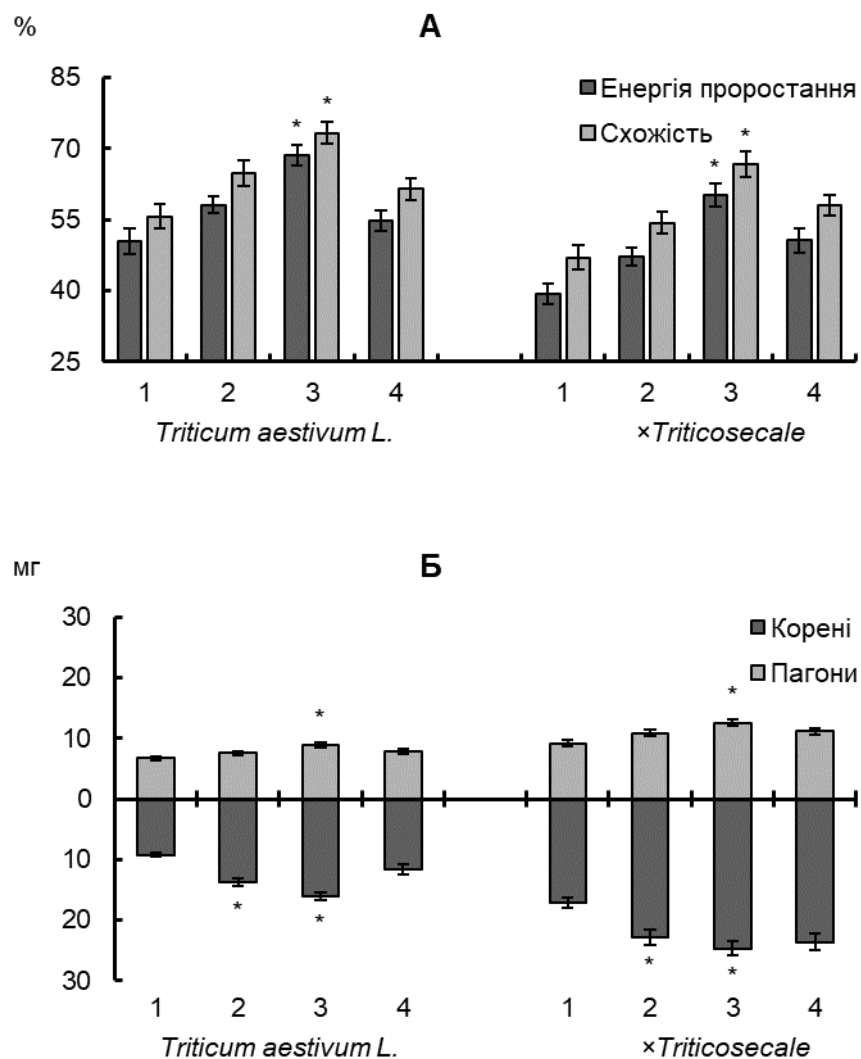 %
А
85
70
55
40
25
Енергія проростання
Схожість
* * * *
1 2 3 4 1 2 3 4
Triticum aestivum L. ×Triticosecale
мг
Б
30
20
10
0
10
20
30
Корені
Пагони
* *
* * * *
1 2 3 4 1 2 3 4
Triticum aestivum L. ×Triticosecale